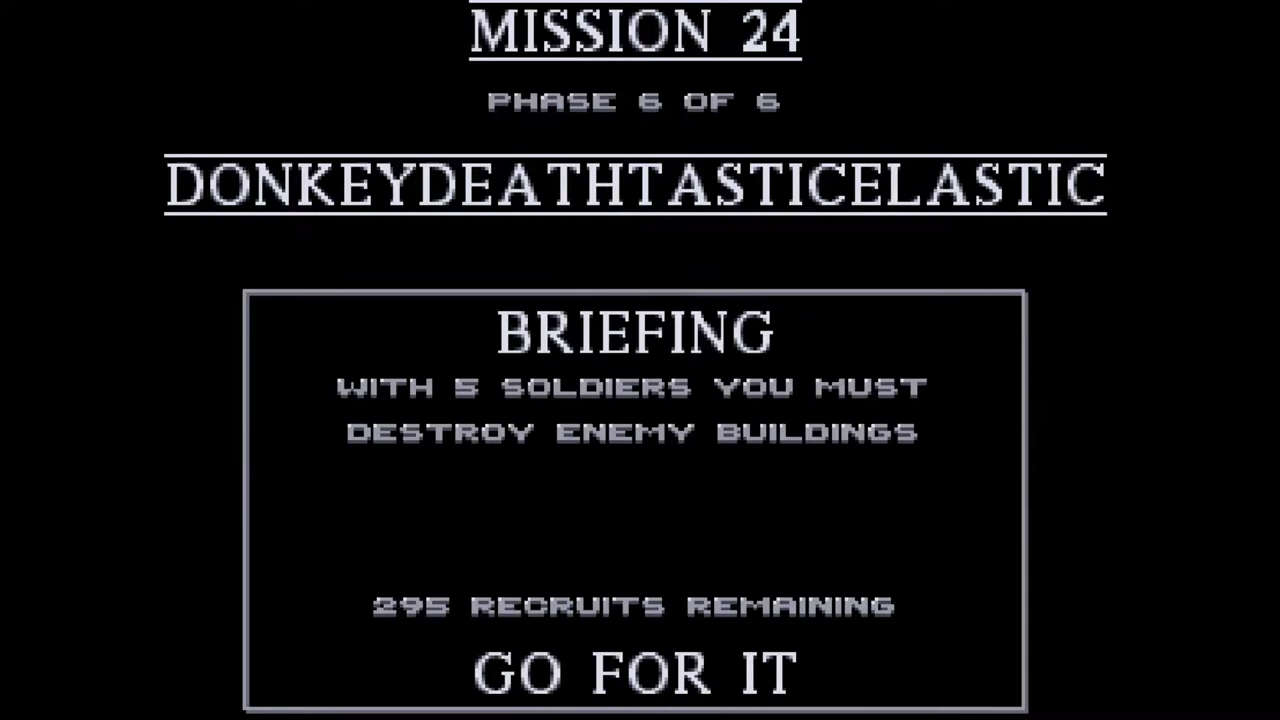 MISSION 24
PHASE 6 OF 6
DONKEYDEATHTASTICELASTIC
BRIEFING
WITH 5 SOLDIERS YOU MUST
DESTROY ENEMY BUILDINGS
295 RECRUITS REMAINING
GO FOR IT